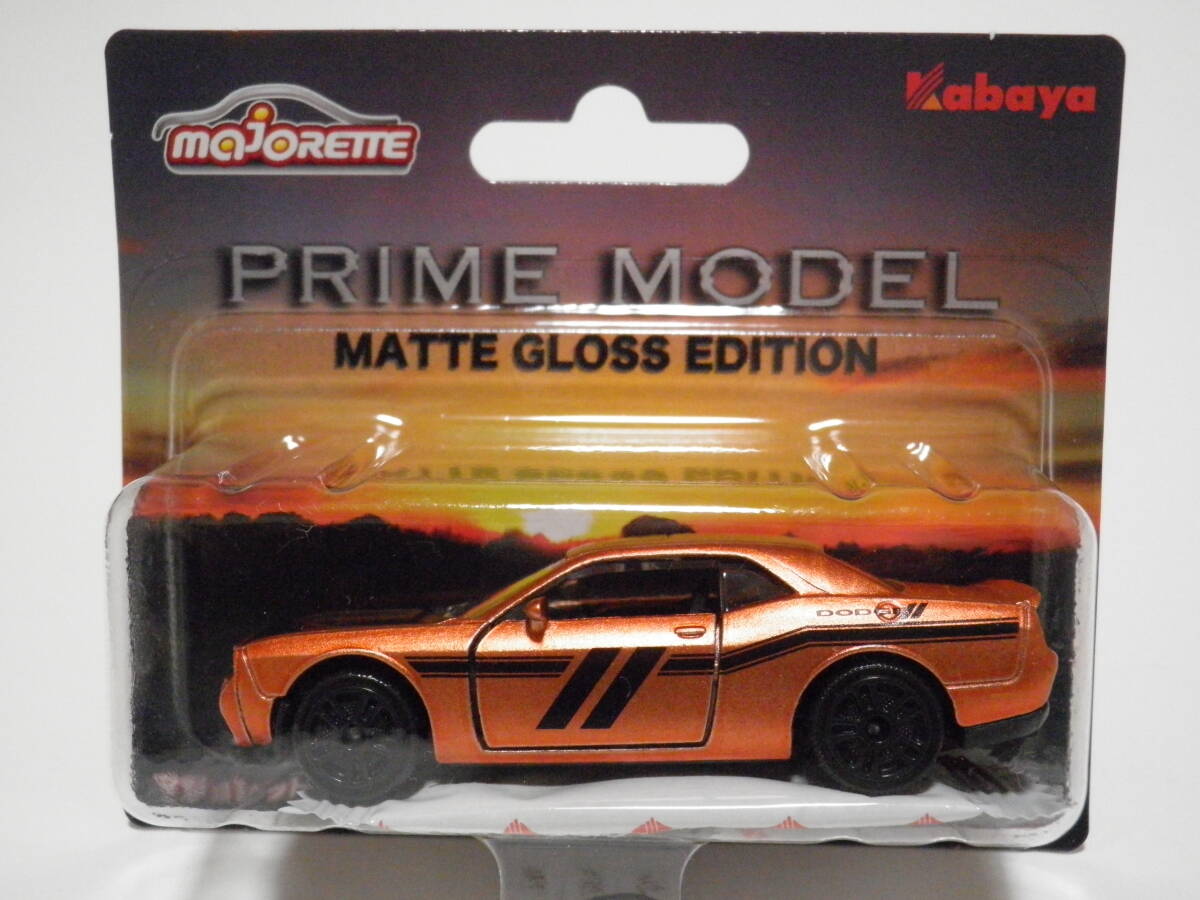 majorette
Kabaya
PRIME MODEL
MATTE GLOSS EDITION
DODGE